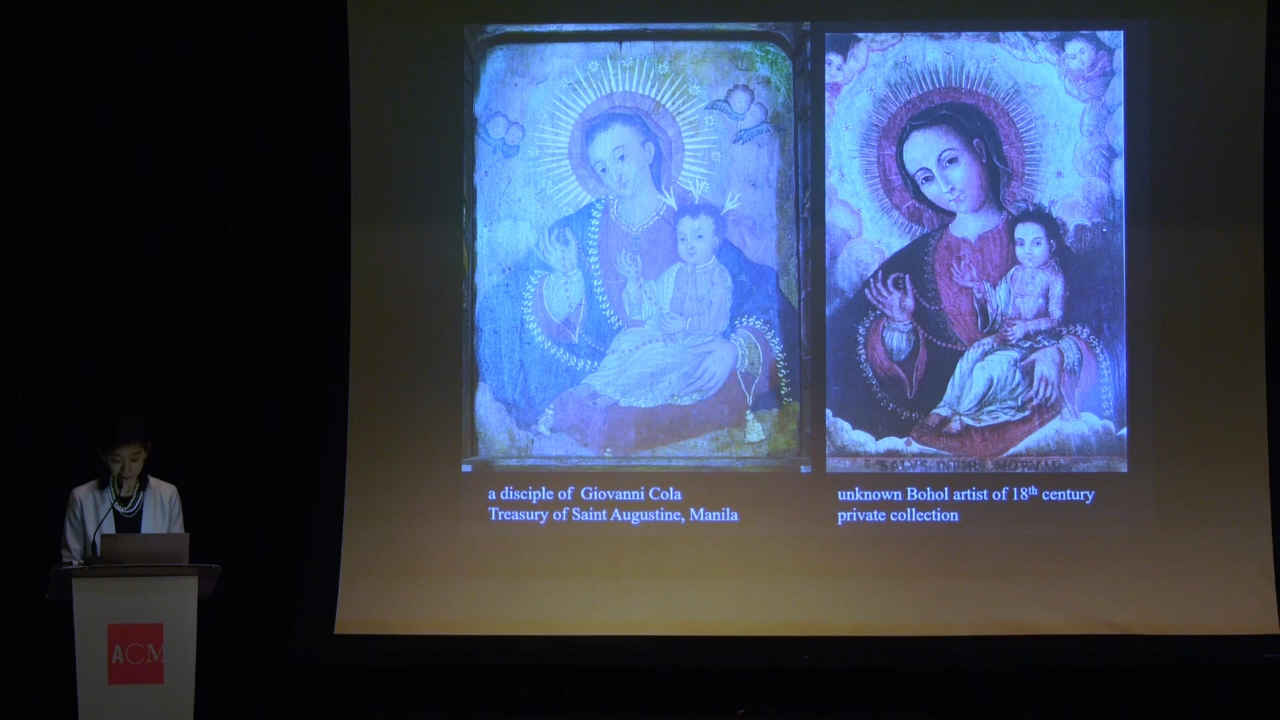 a disciple of Giovanni Cola
Treasury of Saint Augustine, Manila
unknown Bohol artist of 18th century
private collection
ACM